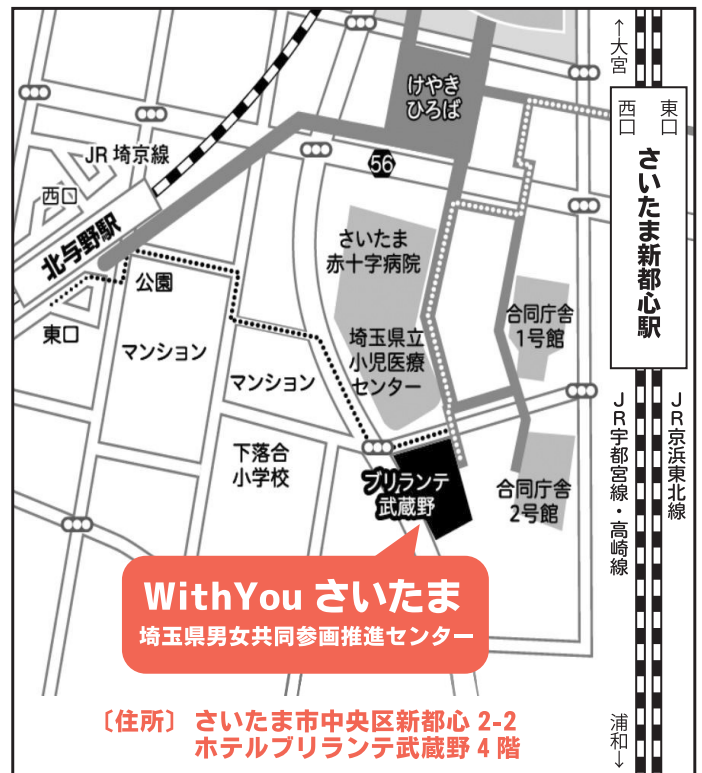 ↑大宮
けやき
ひろば
西口
東口
さいたま新都心駅
JR 埼京線
56
西口
北与野駅
さいたま
赤十字病院
公園
東口
マンション
合同庁舎
1号館
埼玉県立
小児医療
センター
マンション
JR宇都宮線・高崎線
JR京浜東北線
下落合
小学校
ブリランテ
武蔵野
合同庁舎
2号館
WithYou さいたま
埼玉県男女共同参画推進センター
〔住所〕 さいたま市中央区新都心 2-2
ホテルブリランテ武蔵野 4 階
浦和↓